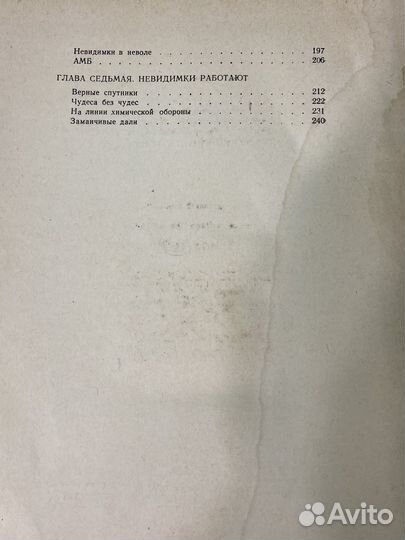 Невидимки в неволе . . . . . . . . . . . . . . . . 197
АМБ . . . . . . . . . . . . . . . . . . . . 206
ГЛАВА СЕДЬМАЯ. НЕВИДИМКИ РАБОТАЮТ
Верные спутники . . . . . . . . . . . . . . . . . 212
Чудеса без чудес . . . . . . . . . . . . . . . . . 222
На линии химической обороны . . . . . . . . . . . . 231
Заманчивые дали . . . . . . . . . . . . . . . . . 240
Avito